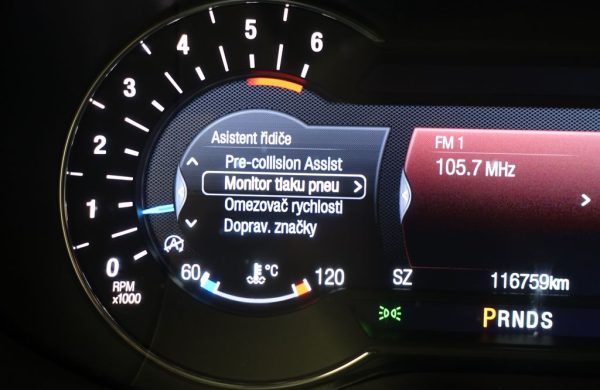 6
5
4
3
2
1
0
RPM
x1000
Asistent řidiče
Pre-collision Assist
Monitor tlaku pneu
Omezovač rychlosti
Doprav. značky
60 °C 120
FM 1
105.7 MHz
SZ 116759km
PRNDS